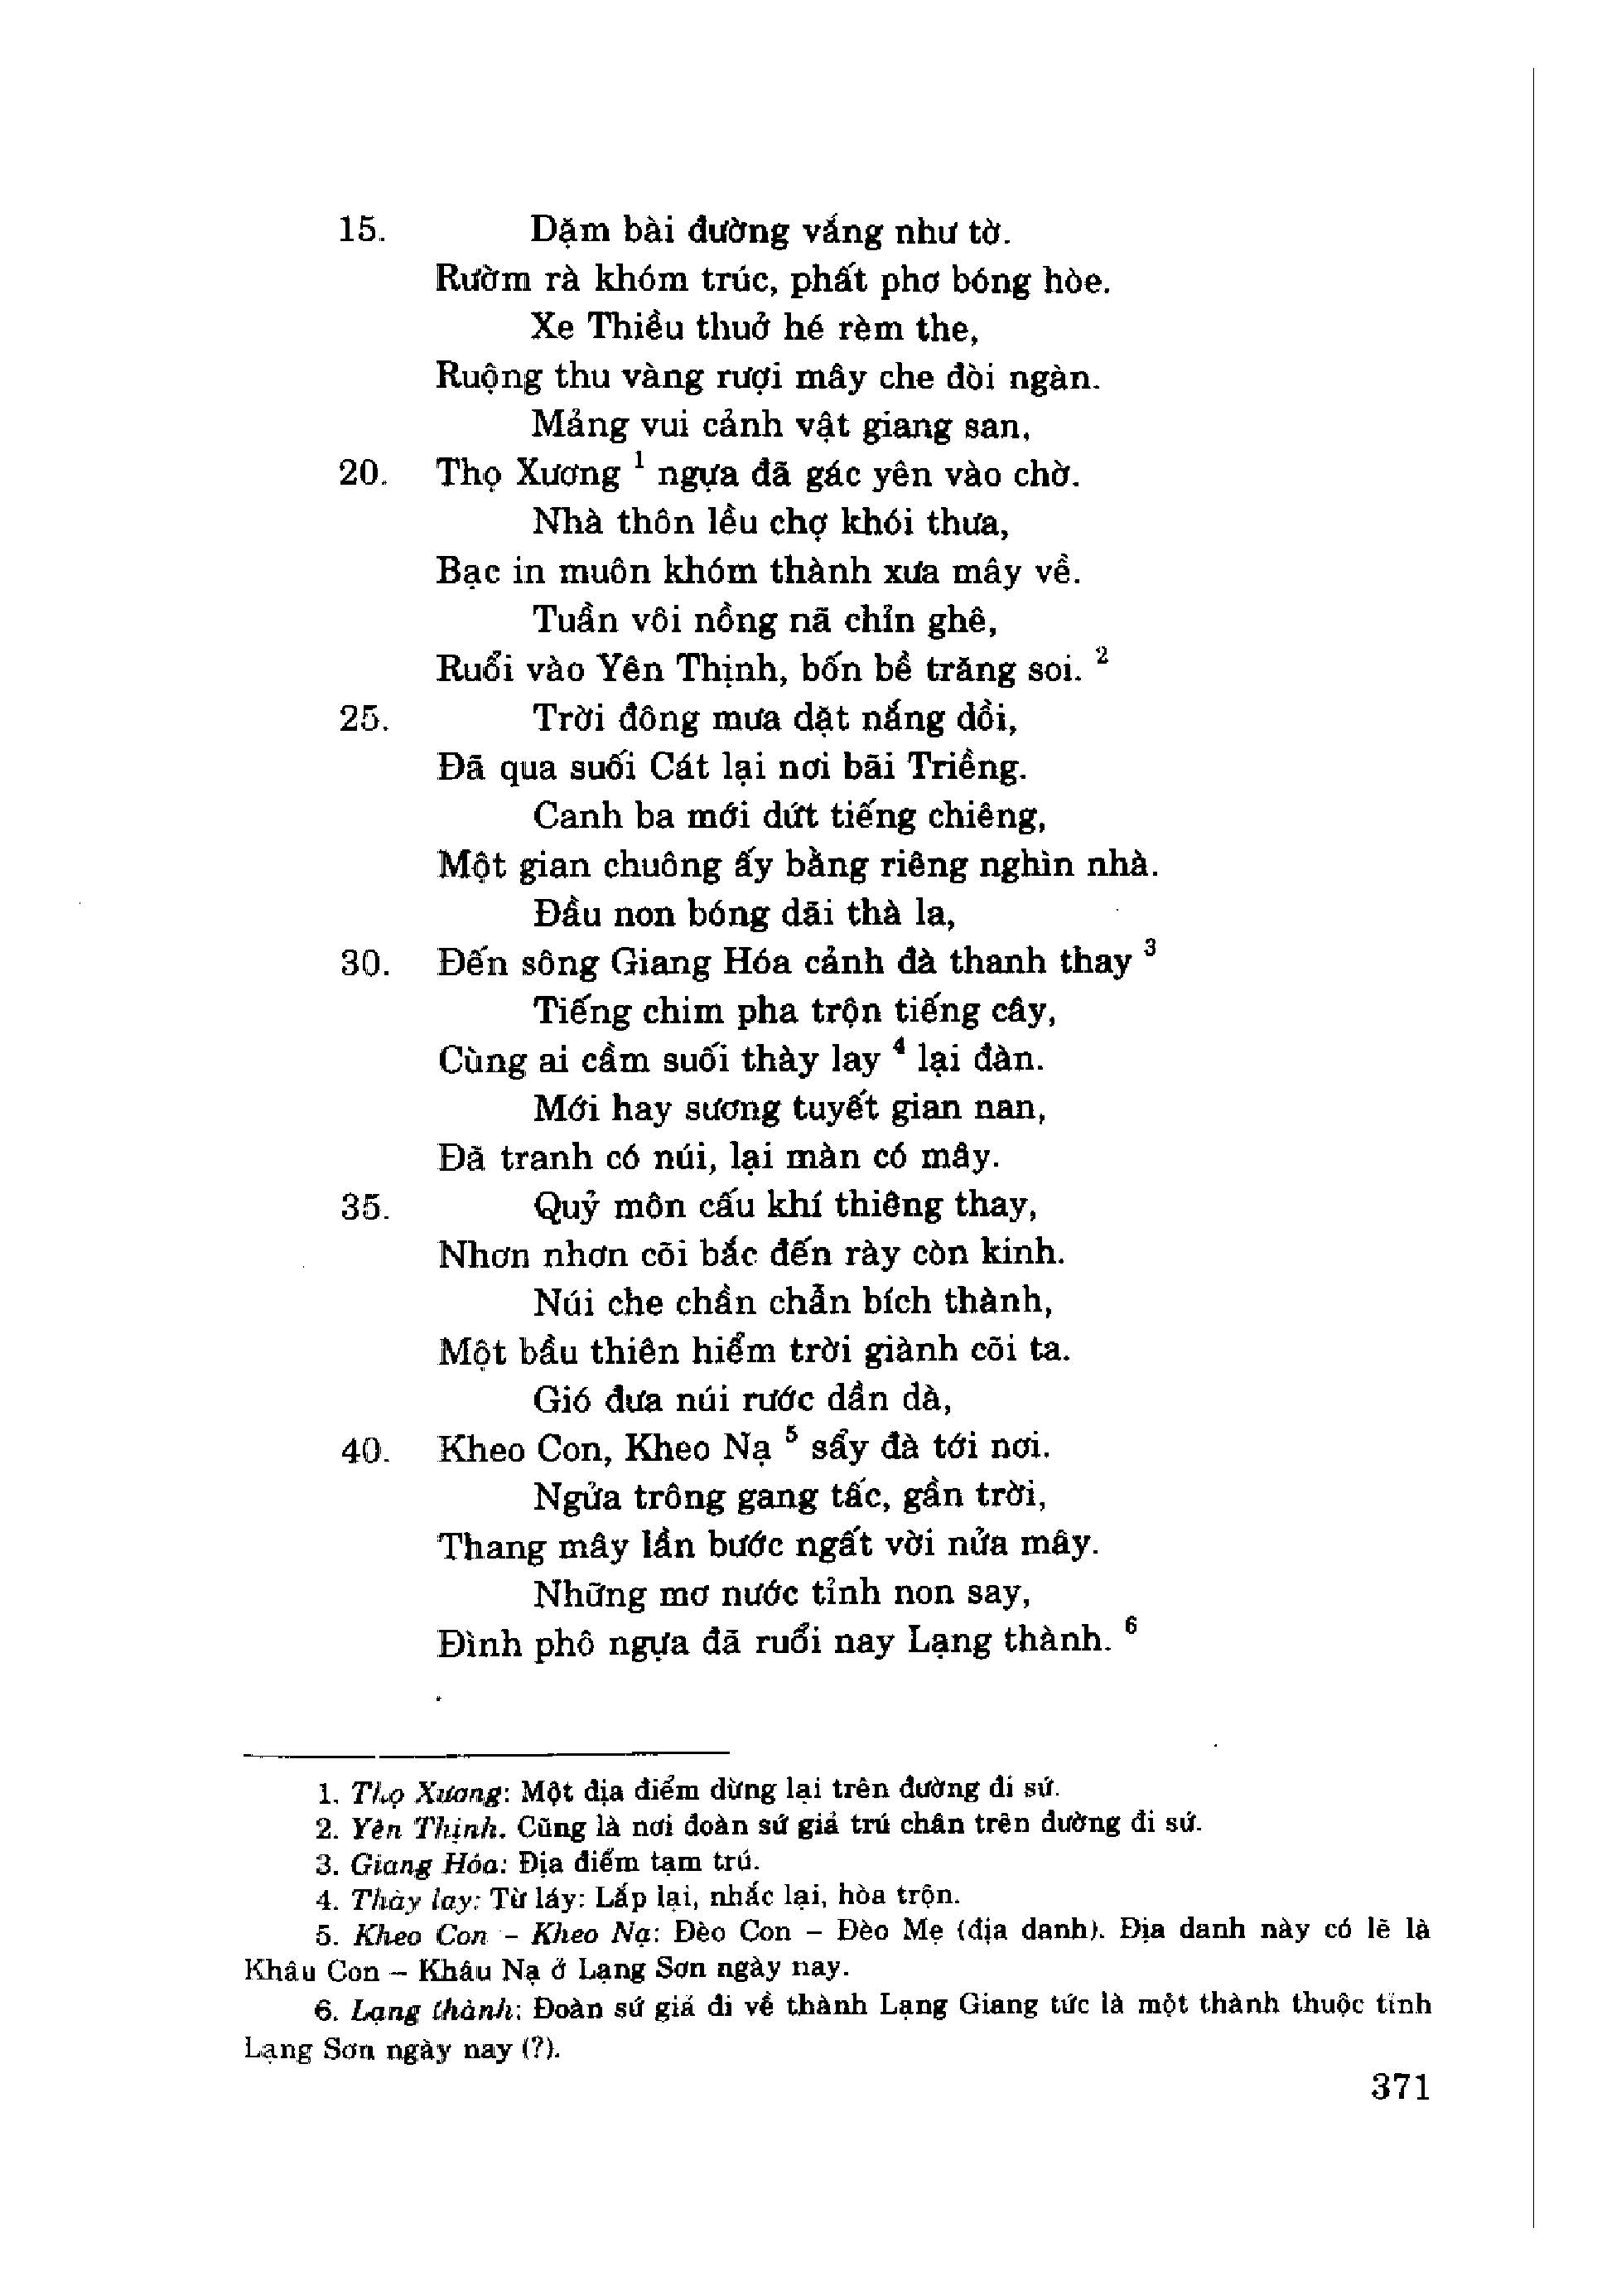 15. Dặm bài đường vắng như tờ.
Rườm rà khóm trúc, phất phơ bóng hòe.
Xe Thiều thuở hé rèm the,
Ruộng thu vàng rượi mây che đòi ngàn.
Mảng vui cảnh vật giang san,
20. Thọ Xương ¹ ngựa đã gác yên vào chờ.
Nhà thôn lều chợ khói thưa,
Bạc in muôn khóm thành xưa mây về.
Tuần vôi nồng nã chỉn ghê,
Ruổi vào Yên Thịnh, bốn bề trăng soi. ²
25. Trời đông mưa dặt nắng dồi,
Đã qua suối Cát lại nơi bãi Triềng.
Canh ba mới dứt tiếng chiêng,
Một gian chuông ấy bằng riêng nghìn nhà.
Đầu non bóng dãi thà la,
30. Đến sông Giang Hóa cảnh đà thanh thay ³
Tiếng chim pha trộn tiếng cây,
Cùng ai cầm suối thày lay ⁴ lại đàn.
Mới hay sương tuyết gian nan,
Đã tranh có núi, lại màn có mây.
35. Quỷ môn cấu khí thiêng thay,
Nhơn nhơn cõi bắc đến rày còn kinh.
Núi che chần chẫn bích thành,
Một bầu thiên hiểm trời giành cõi ta.
Gió đưa núi rước dần dà,
40. Kheo Con, Kheo Nạ ⁵ sẩy đà tới nơi.
Ngửa trông gang tấc, gần trời,
Thang mây lần bước ngất vời nửa mây.
Những mơ nước tỉnh non say,
Đình phô ngựa đã ruổi nay Lạng thành. ⁶
1. Thọ Xương: Một địa điểm dừng lại trên đường đi sứ.
2. Yên Thịnh. Cũng là nơi đoàn sứ giả trú chân trên đường đi sứ.
3. Giang Hóa: Địa điểm tạm trú.
4. Thày lay: Từ láy: Lắp lại, nhắc lại, hòa trộn.
5. Kheo Con - Kheo Nạ: Đèo Con – Đèo Mẹ (địa danh). Địa danh này có lẽ là
Khâu Con – Khâu Nạ ở Lạng Sơn ngày nay.
6. Lạng thành: Đoàn sứ giả đi về thành Lạng Giang tức là một thành thuộc tỉnh
Lạng Sơn ngày nay (?).
371